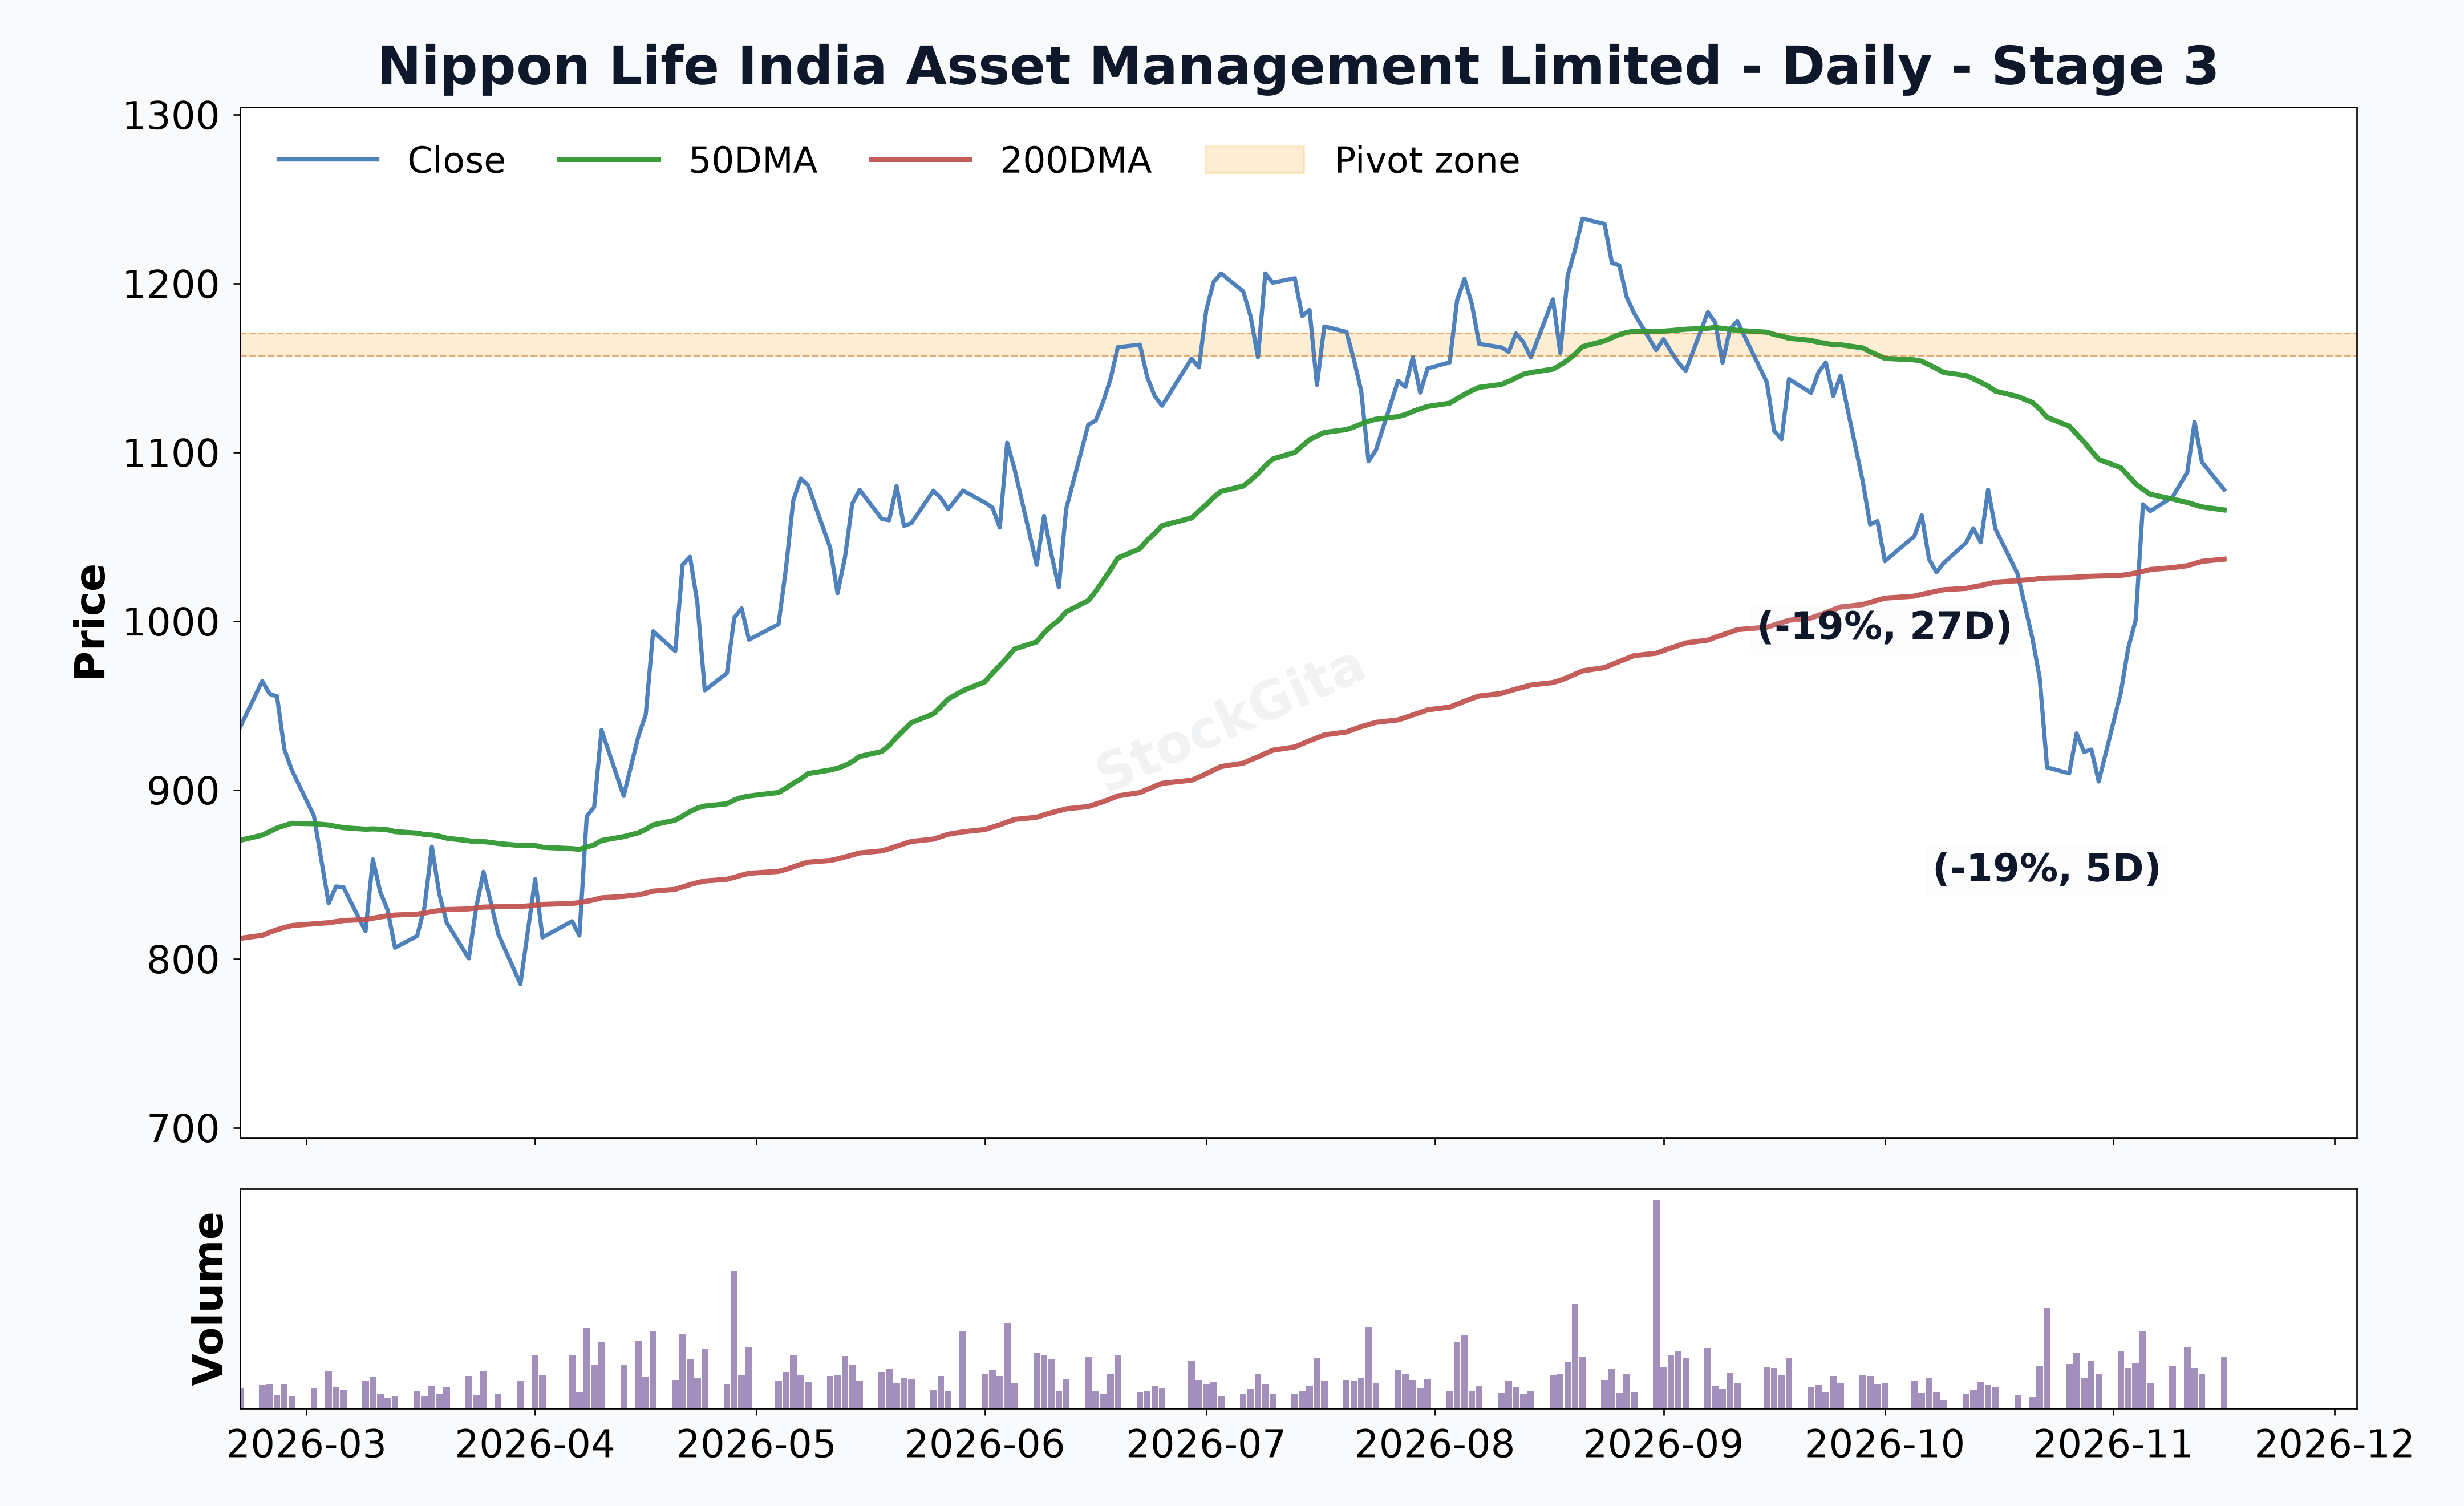 Nippon Life India Asset Management Limited - Daily - Stage 3
Close 50DMA 200DMA Pivot zone
Price
1300
1200
1100
1000
900
800
700
(-19%, 27D)
(-19%, 5D)
StockGita
Volume
2026-03 2026-04 2026-05 2026-06 2026-07 2026-08 2026-09 2026-10 2026-11 2026-12